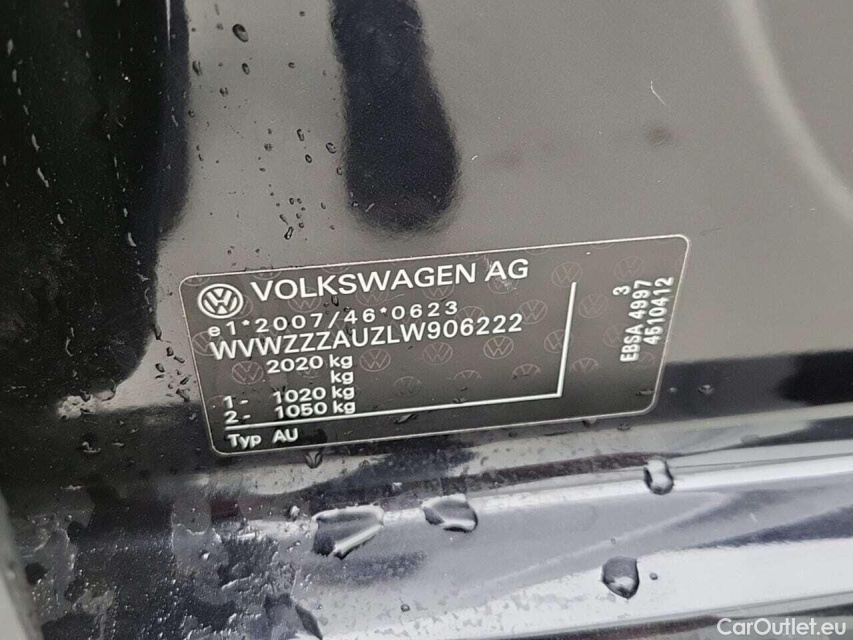 VOLKSWAGEN AG
e1*2007/46*0623
WVWZZZAUZLW906222
2020 kg
kg
1 - 1020 kg
2 - 1050 kg
Typ AU
3
EBSA 4997
4510412
CarOutlet.eu